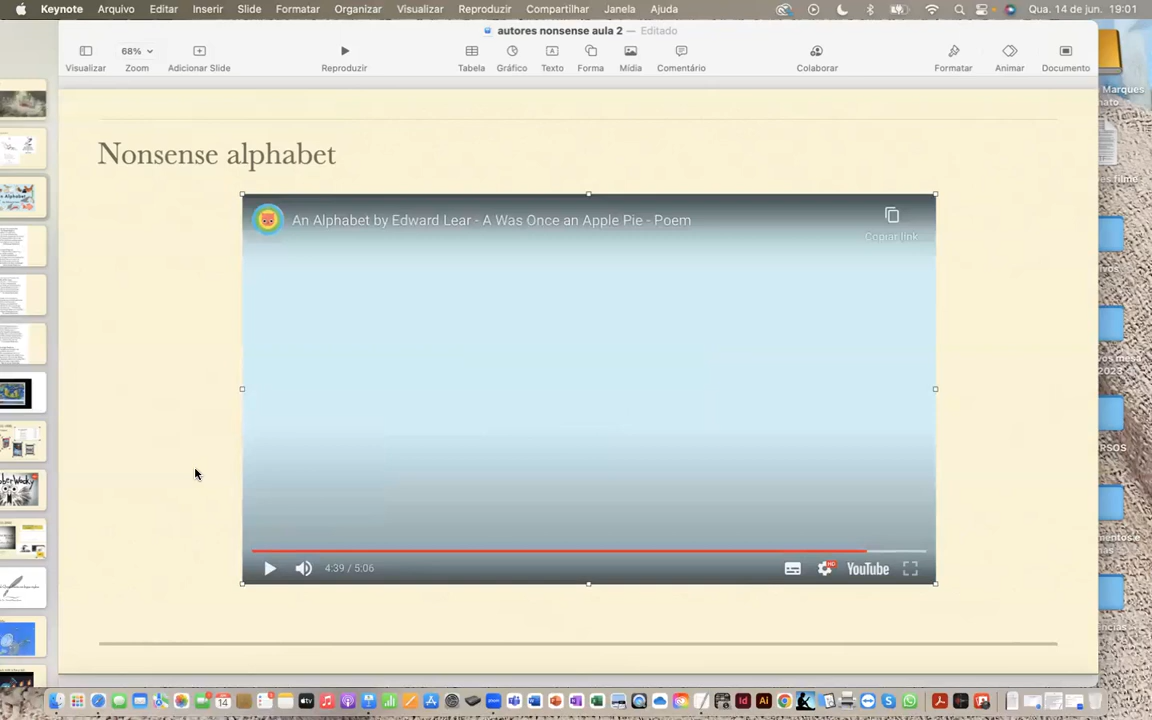 Keynote Arquivo Editar Inserir Slide Formatar Organizar Visualizar Reproduzir Compartilhar Janela Ajuda Qua. 14 de jun. 19:01
autores nonsense aula 2 — Editado
68%
Visualizar Zoom Adicionar Slide Reproduzir Tabela Gráfico Texto Forma Mídia Comentário Colaborar Formatar Animar Documento
Marques
Nonsense alphabet
An Alphabet by Edward Lear - A Was Once an Apple Pie - Poem
Copiar link
4:39 / 5:06
HD
YouTube